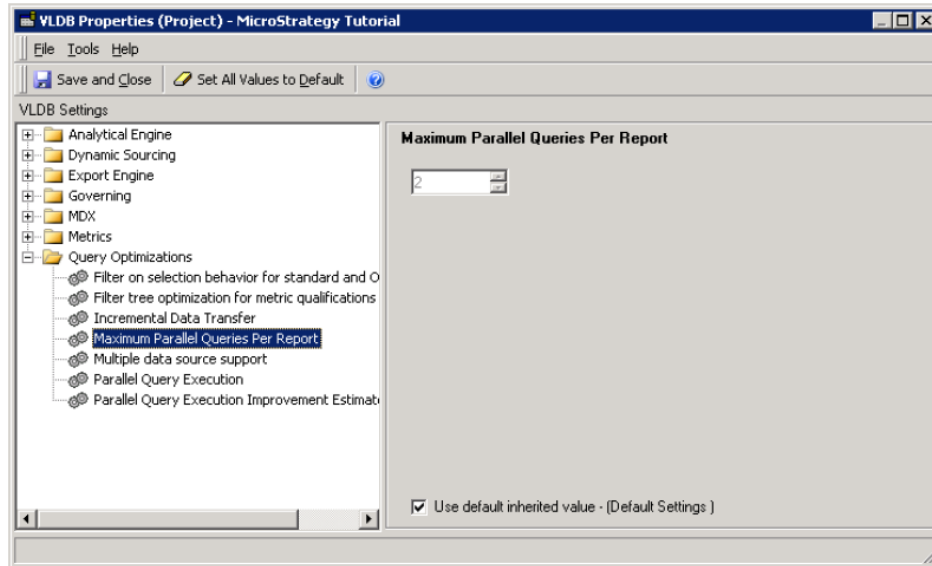 VLDB Properties (Project) - MicroStrategy Tutorial
File Tools Help
Save and Close Set All Values to Default
VLDB Settings
Analytical Engine
Dynamic Sourcing
Export Engine
Governing
MDX
Metrics
Query Optimizations
Filter on selection behavior for standard and O
Filter tree optimization for metric qualifications
Incremental Data Transfer
Maximum Parallel Queries Per Report
Multiple data source support
Parallel Query Execution
Parallel Query Execution Improvement Estimat
Maximum Parallel Queries Per Report
2
Use default inherited value - (Default Settings )